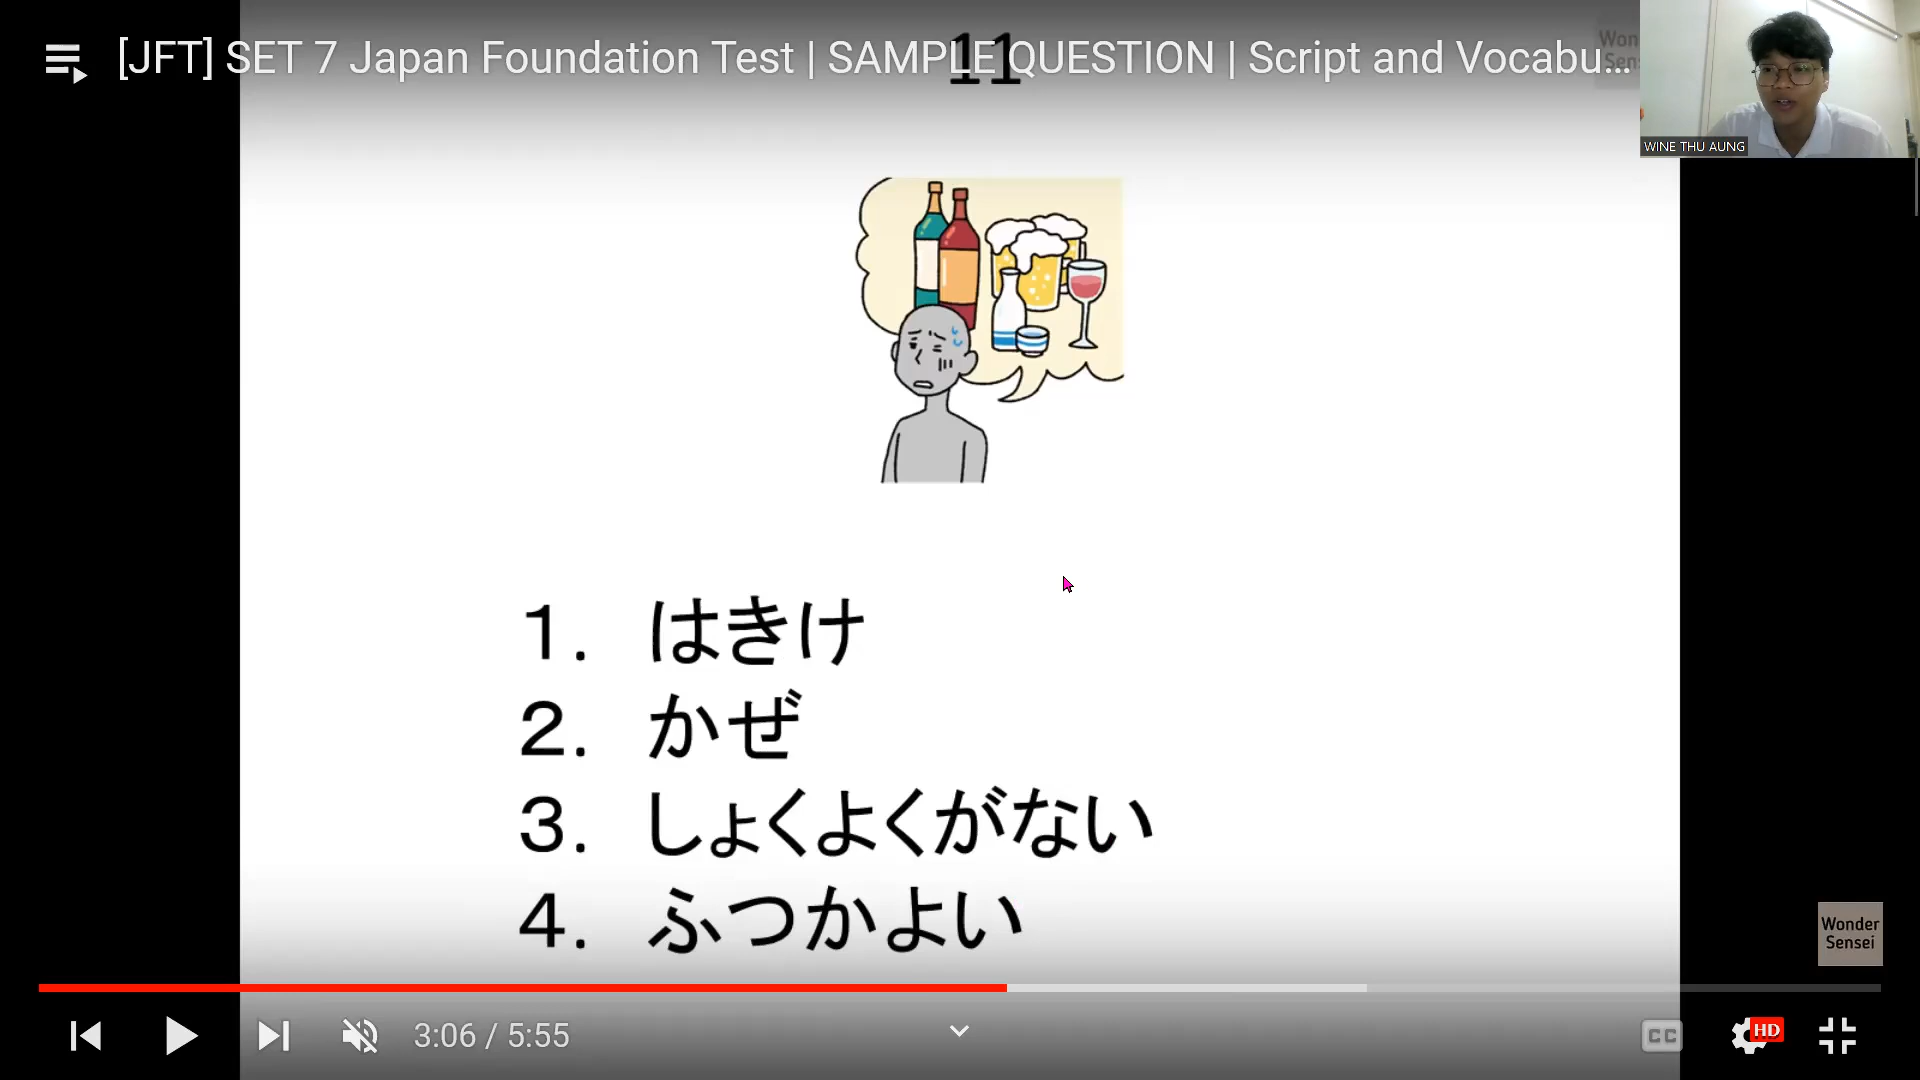 [JFT] SET 7 Japan Foundation Test | SAMPLE QUESTION | Script and Vocabu...
11
WINE THU AUNG
1. はきけ
2. かぜ
3. しょくよくがない
4. ふつかよい
Wonder
Sensei
3:06 / 5:55
CC
HD